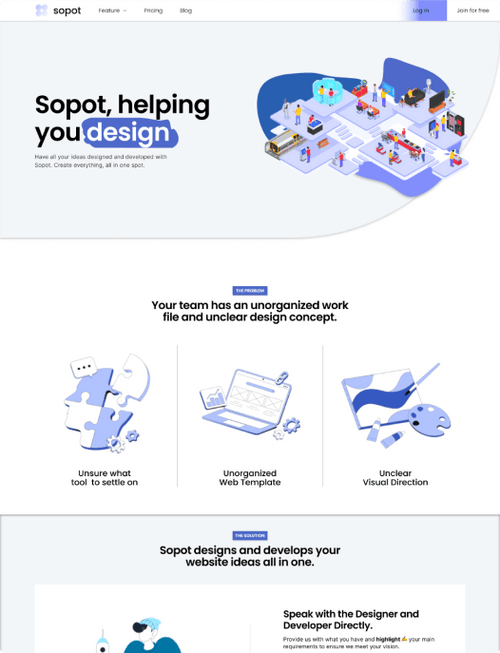 sopot
Feature
Pricing
Blog
Log in
Join for free
Sopot, helping
you design
Have all your ideas designed and developed with
Sopot. Create everything, all in one spot.
THE PROBLEM
Your team has an unorganized work
file and unclear design concept.
Unsure what
tool to settle on
Unorganized
Web Template
Unclear
Visual Direction
THE SOLUTION
Sopot designs and develops your
website ideas all in one.
Speak with the Designer and
Developer Directly.
Provide us with what you have and highlight your main
requirements to ensure we meet your vision.